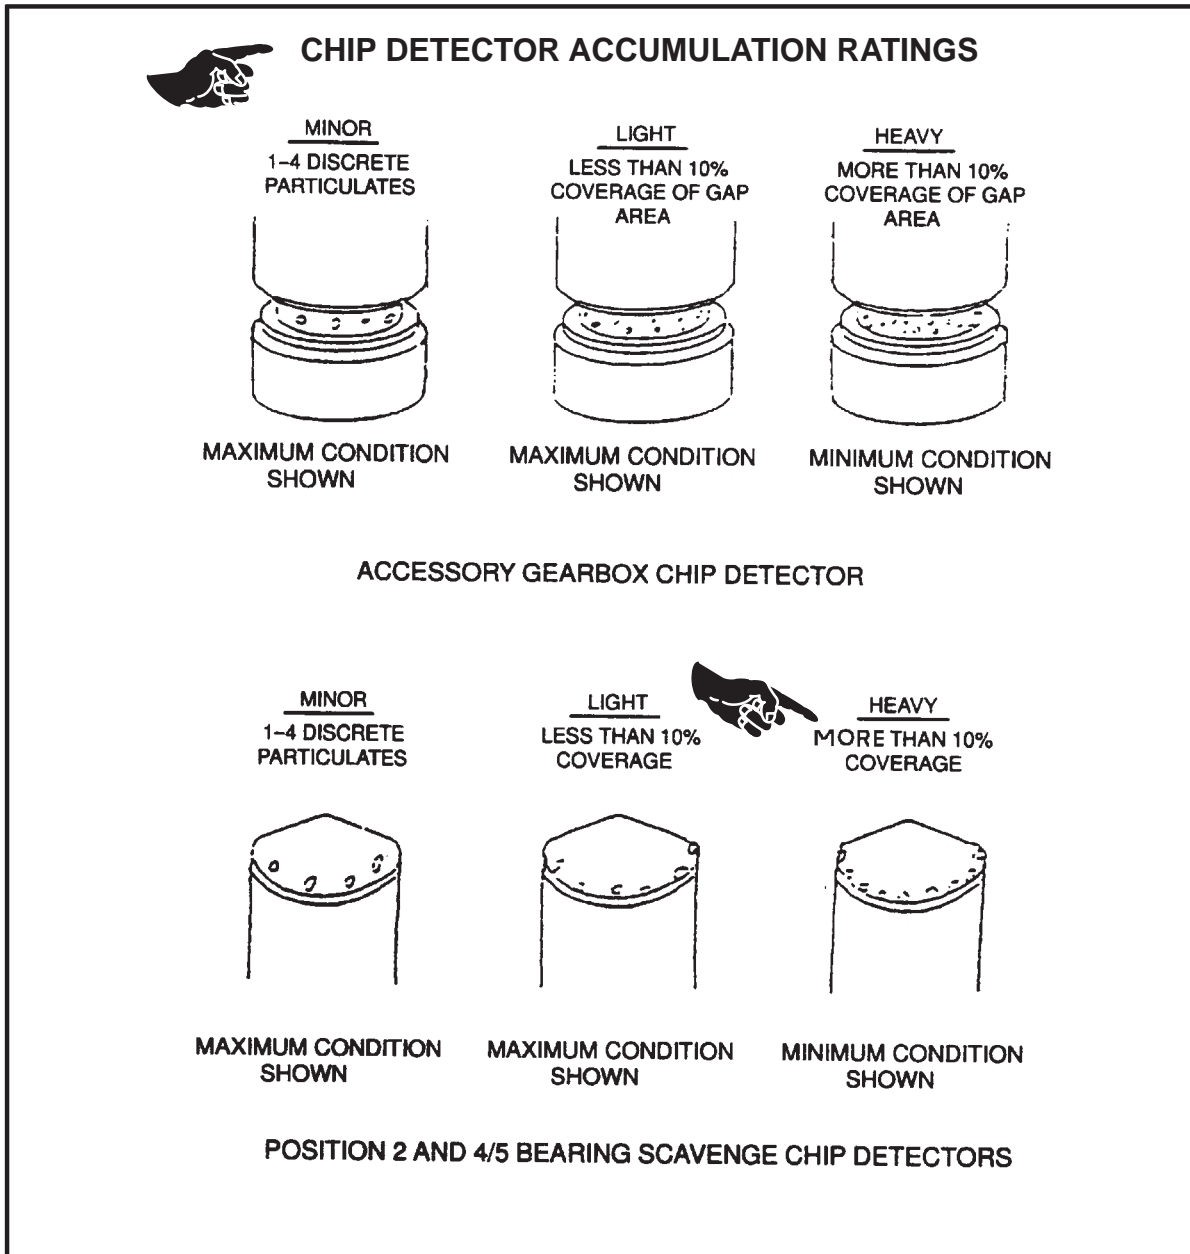 CHIP DETECTOR ACCUMULATION RATINGS
MINOR
1–4 DISCRETE
PARTICULATES
LIGHT
LESS THAN 10%
COVERAGE OF GAP
AREA
HEAVY
MORE THAN 10%
COVERAGE OF GAP
AREA
MAXIMUM CONDITION
SHOWN
MAXIMUM CONDITION
SHOWN
MINIMUM CONDITION
SHOWN
ACCESSORY GEARBOX CHIP DETECTOR
MINOR
1–4 DISCRETE
PARTICULATES
LIGHT
LESS THAN 10%
COVERAGE
HEAVY
MORE THAN 10%
COVERAGE
MAXIMUM CONDITION
SHOWN
MAXIMUM CONDITION
SHOWN
MINIMUM CONDITION
SHOWN
POSITION 2 AND 4/5 BEARING SCAVENGE CHIP DETECTORS